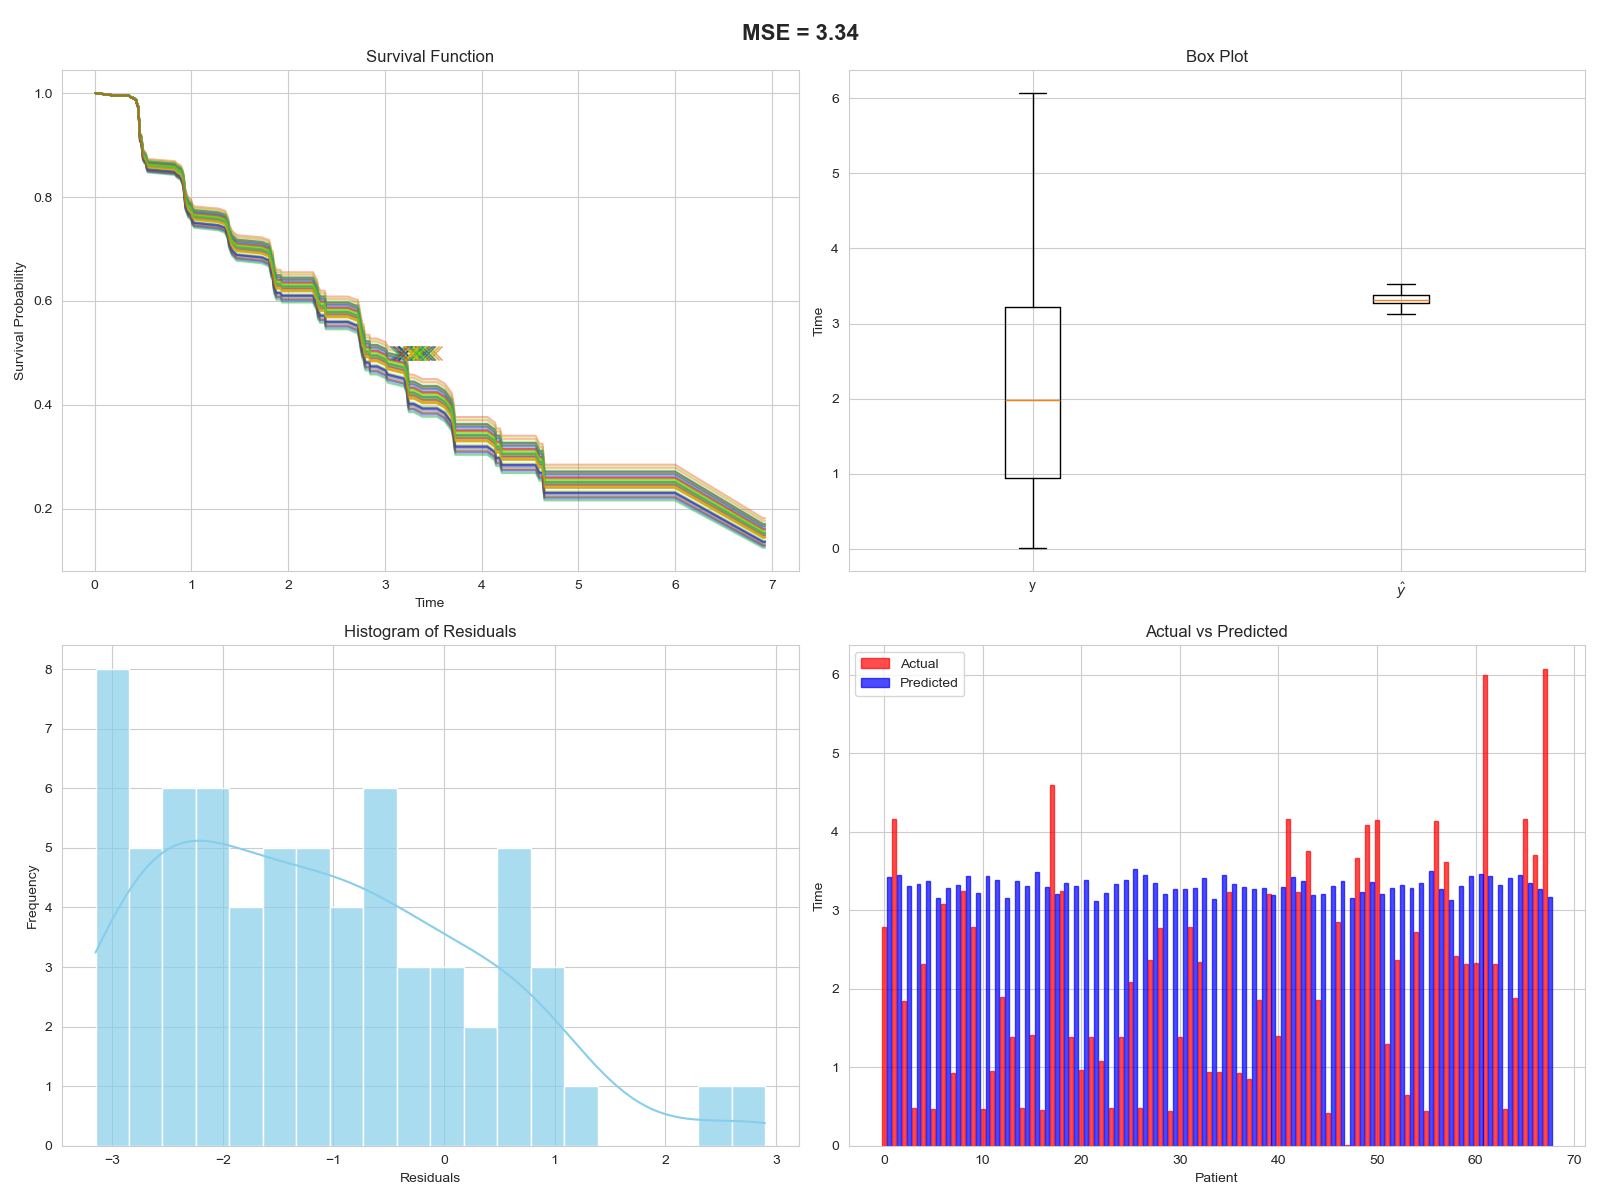 MSE = 3.34
Survival Function
Survival Probability
1.0
0.8
0.6
0.4
0.2
0 1 2 3 4 5 6 7
Time
Box Plot
Time
6
5
4
3
2
1
0
y ŷ
Histogram of Residuals
Frequency
8
7
6
5
4
3
2
1
0
−3 −2 −1 0 1 2 3
Residuals
Actual vs Predicted
Actual
Predicted
Time
6
5
4
3
2
1
0
0 10 20 30 40 50 60 70
Patient